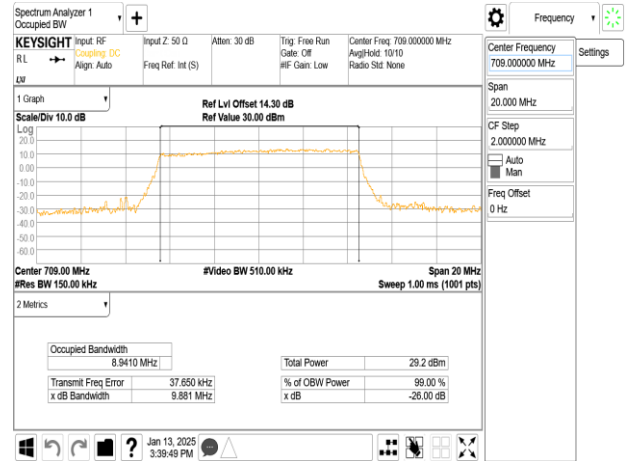 Spectrum Analyzer 1
Occupied BW
Frequency
KEYSIGHT
RL
Input: RF
Coupling: DC
Align: Auto
Input Z: 50 Ω
Freq Ref: Int (S)
Atten: 30 dB
Trig: Free Run
Gate: Off
#IF Gain: Low
Center Freq: 709.000000 MHz
Avg|Hold: 10/10
Radio Std: None
Center Frequency
709.000000 MHz
Settings
Span
20.000 MHz
CF Step
2.000000 MHz
Auto
Man
Freq Offset
0 Hz
1 Graph
Scale/Div 10.0 dB
Ref Lvl Offset 14.30 dB
Ref Value 30.00 dBm
Log
20.0
10.0
0.00
-10.0
-20.0
-30.0
-40.0
-50.0
-60.0
Center 709.00 MHz
#Video BW 510.00 kHz
Span 20 MHz
#Res BW 150.00 kHz
Sweep 1.00 ms (1001 pts)
2 Metrics
Occupied Bandwidth
8.9410 MHz
Total Power 29.2 dBm
Transmit Freq Error 37.650 kHz
% of OBW Power 99.00 %
x dB Bandwidth 9.881 MHz
x dB -26.00 dB
?
Jan 13, 2025
3:39:49 PM